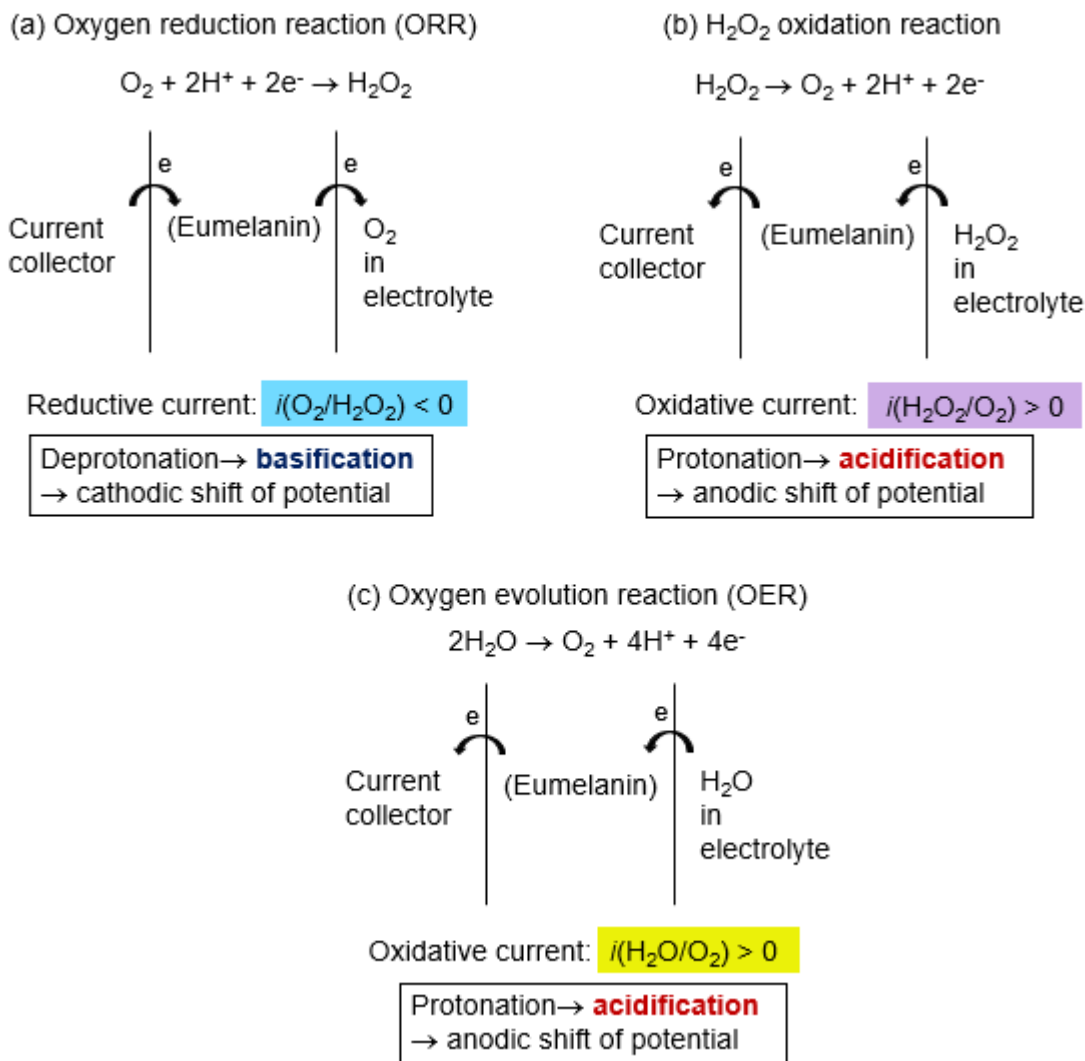 (a) Oxygen reduction reaction (ORR)
O₂ + 2H⁺ + 2e⁻ → H₂O₂
e
e
Current
collector
(Eumelanin)
O₂
in
electrolyte
Reductive current: i(O₂/H₂O₂) < 0
Deprotonation→ basification
→ cathodic shift of potential
(b) H₂O₂ oxidation reaction
H₂O₂ → O₂ + 2H⁺ + 2e⁻
e
e
Current
collector
(Eumelanin)
H₂O₂
in
electrolyte
Oxidative current: i(H₂O₂/O₂) > 0
Protonation→ acidification
→ anodic shift of potential
(c) Oxygen evolution reaction (OER)
2H₂O → O₂ + 4H⁺ + 4e⁻
e
e
Current
collector
(Eumelanin)
H₂O
in
electrolyte
Oxidative current: i(H₂O/O₂) > 0
Protonation→ acidification
→ anodic shift of potential